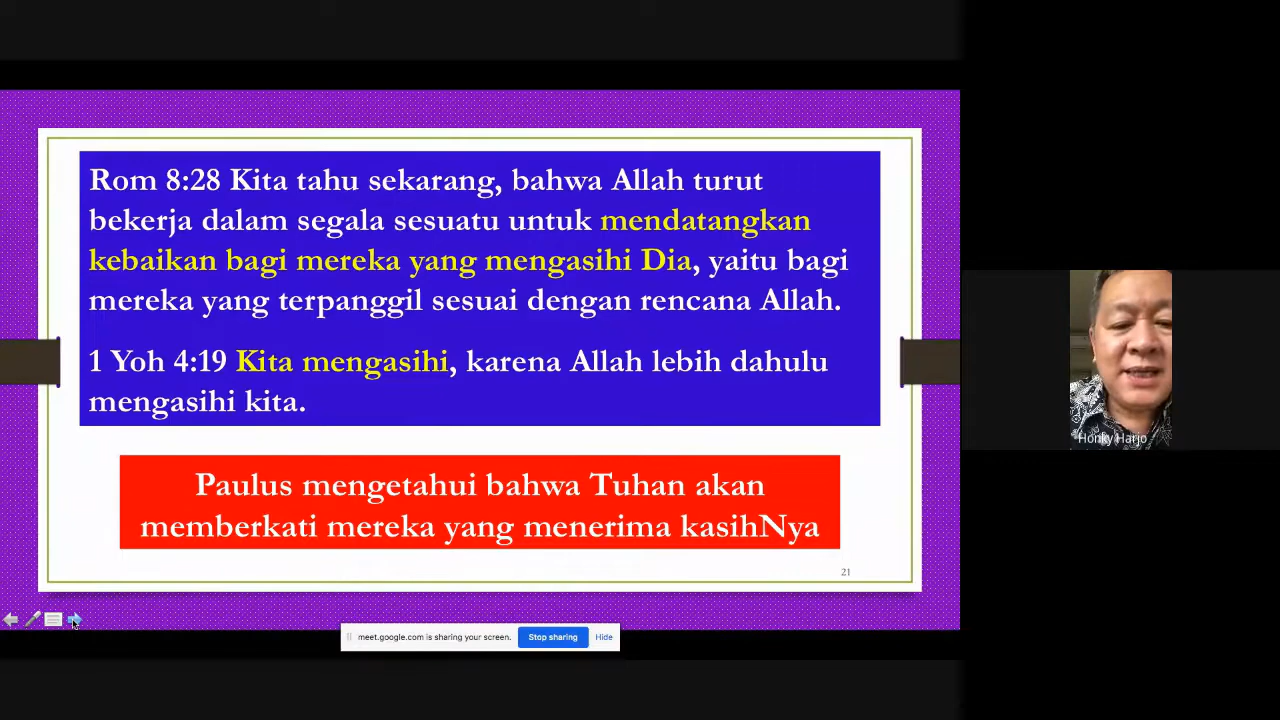 Rom 8:28 Kita tahu sekarang, bahwa Allah turut
bekerja dalam segala sesuatu untuk mendatangkan
kebaikan bagi mereka yang mengasihi Dia, yaitu bagi
mereka yang terpanggil sesuai dengan rencana Allah.
1 Yoh 4:19 Kita mengasihi, karena Allah lebih dahulu
mengasihi kita.
Paulus mengetahui bahwa Tuhan akan
memberkati mereka yang menerima kasihNya
21
meet.google.com is sharing your screen.
Stop sharing
Hide
Honky Harjo